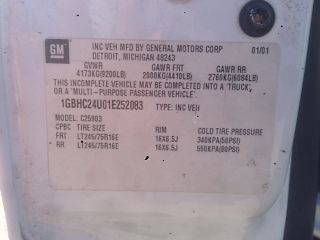 GM
INC VEH MFD BY GENERAL MOTORS CORP 01/01
DETROIT, MICHIGAN 48243
GVWR GAWR FRT GAWR RR
4173KG(9200LB) 2000KG(4410LB) 2760KG(6084LB)
THIS INCOMPLETE VEHICLE COMPLETED INTO A 'TRUCK',
OR A 'MULTI-PURPOSE PASSENGER VEHICLE'.
1GBHC24U01E252083 TYPE: INC VEH
MODEL: C25903
CPBC TIRE SIZE RIM COLD TIRE PRESSURE
FRT LT245/75R16E 16X6.5J 340KPA(50PSI)
RR LT245/75R16E 16X6.5J 550KPA(80PSI)